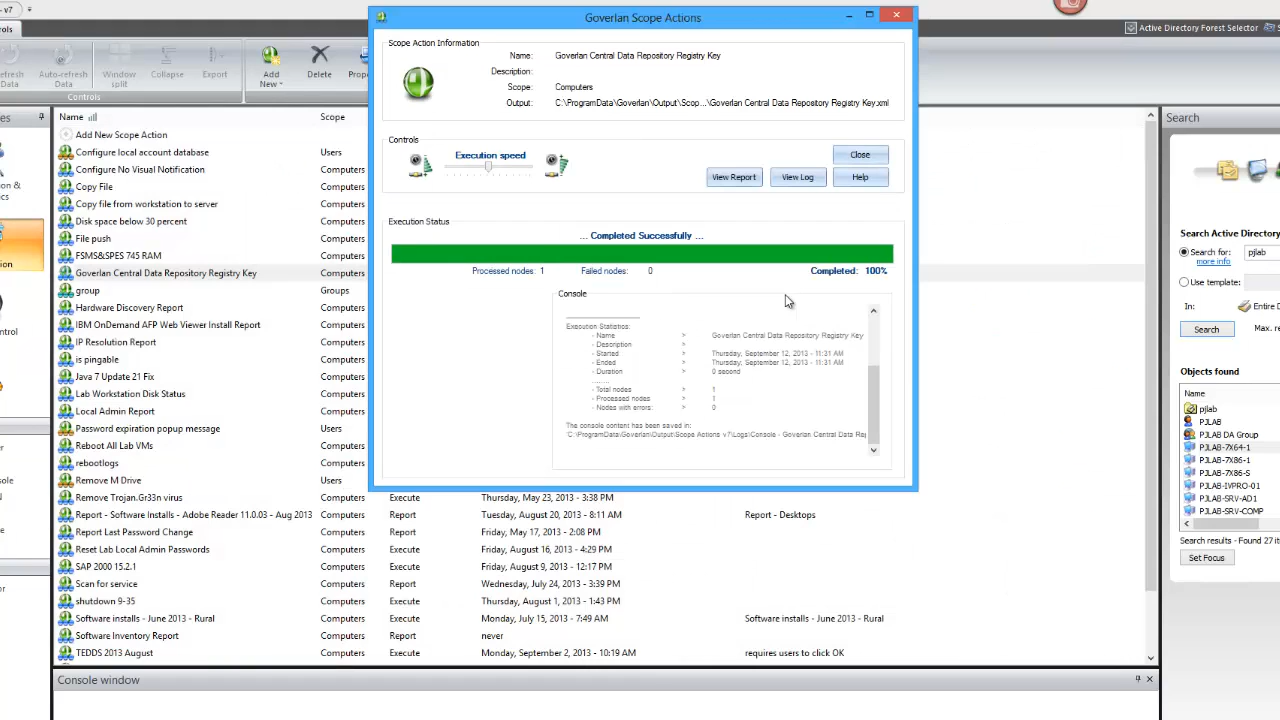 - v7
Goverlan Scope Actions
Active Directory Forest Selector
Auto-refresh
Data
Window
split
Collapse
Export
Add
New
Delete
Controls
Name
Scope
Add New Scope Action
Configure local account database Users
Configure No Visual Notification Computers
Copy File Computers
Copy file from workstation to server Computers
Disk space below 30 percent Computers
File push Computers
FSMS&SPES 745 RAM Computers
Goverlan Central Data Repository Registry Key Computers
group Groups
Hardware Discovery Report Computers
IBM OnDemand AFP Web Viewer Install Report Computers
IP Resolution Report Computers
is pingable Computers
Java 7 Update 21 Fix Computers
Lab Workstation Disk Status Computers
Local Admin Report Computers
Password expiration popup message Users
Reboot All Lab VMs Computers
rebootlogs Computers
Remove M Drive Users
Remove Trojan.Gr33n virus Computers Execute Thursday, May 23, 2013 - 3:38 PM
Report - Software Installs - Adobe Reader 11.0.03 - Aug 2013 Computers Report Tuesday, August 20, 2013 - 8:11 AM Report - Desktops
Report Last Password Change Computers Report Friday, May 17, 2013 - 2:08 PM
Reset Lab Local Admin Passwords Computers Execute Friday, August 16, 2013 - 4:29 PM
SAP 2000 15.2.1 Computers Execute Friday, August 9, 2013 - 12:17 PM
Scan for service Computers Report Wednesday, July 24, 2013 - 3:39 PM
shutdown 9-35 Computers Execute Thursday, August 1, 2013 - 1:43 PM
Software installs - June 2013 - Rural Computers Execute Monday, July 15, 2013 - 7:49 AM Software installs - June 2013 - Rural
Software Inventory Report Computers Report never
TEDDS 2013 August Computers Execute Monday, September 2, 2013 - 10:19 AM requires users to click OK
Console window
Scope Action Information
Name: Goverlan Central Data Repository Registry Key
Description:
Scope: Computers
Output: C:\ProgramData\Goverlan\Output\Scop...\Goverlan Central Data Repository Registry Key.xml
Controls
Execution speed
Close
View Report View Log Help
Execution Status
... Completed Successfully ...
Processed nodes: 1 Failed nodes: 0 Completed: 100%
Console
Execution Statistics:
- Name > Goverlan Central Data Repository Registry Key
- Description >
- Started > Thursday, September 12, 2013 - 11:31 AM
- Ended > Thursday, September 12, 2013 - 11:31 AM
- Duration > 0 second
........
- Total nodes > 1
- Processed nodes > 1
- Nodes with errors: > 0
The console content has been saved in:
'C:\ProgramData\Goverlan\Output\Scope Actions v7\Logs\Console - Goverlan Central Data Rep
Search
Search Active Directory
Search for: pjlab
more info
Use template:
In: Entire D
Search Max. re
Objects found
Name
pjlab
PJLAB
PJLAB DA Group
PJLAB-7X64-1
PJLAB-7X86-1
PJLAB-7X86-S
PJLAB-IVPRO-01
PJLAB-SRV-AD1
PJLAB-SRV-COMP
Search results - Found 27 it
Set Focus